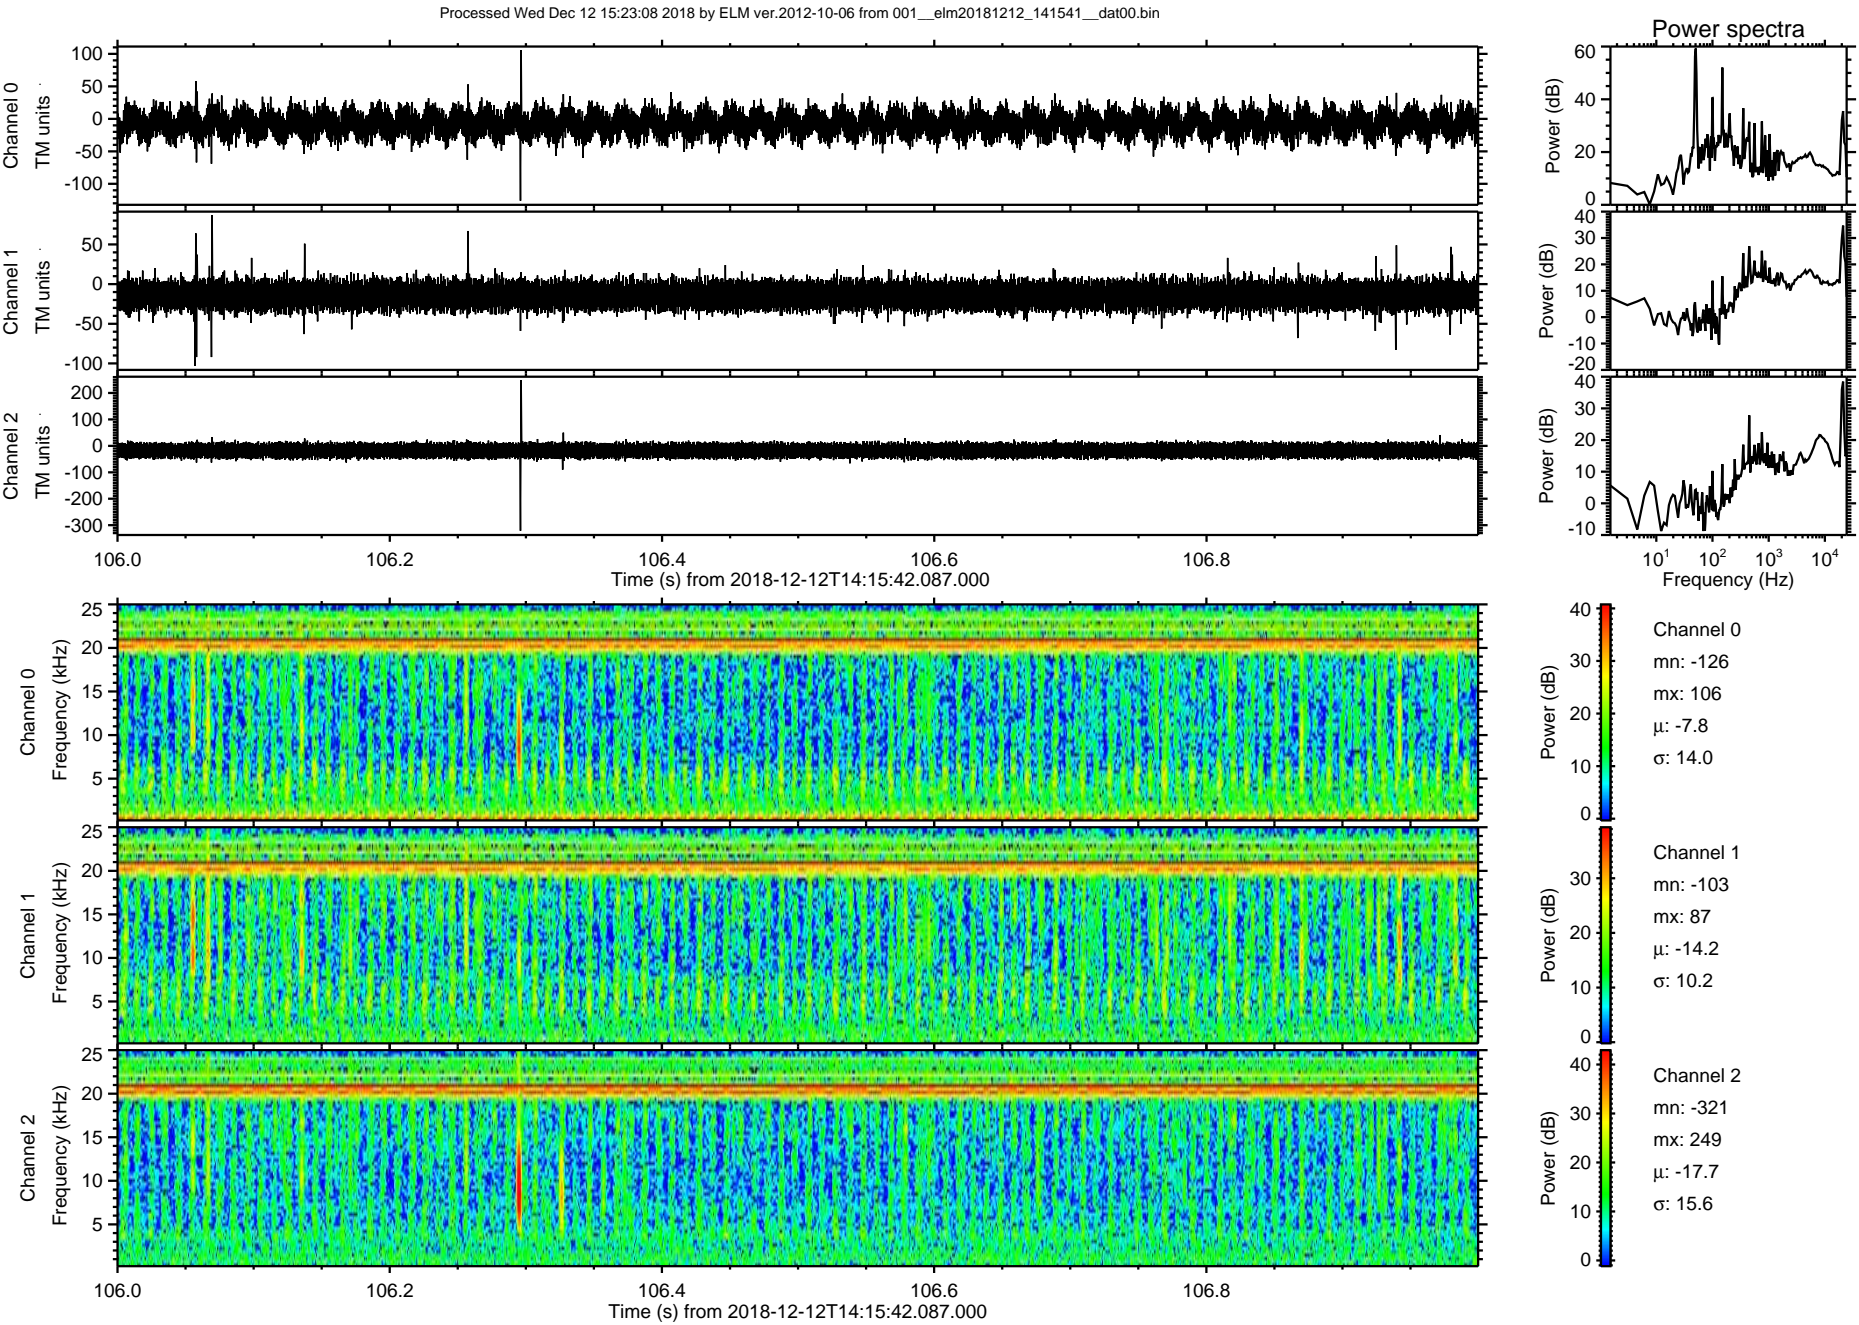 Processed Wed Dec 12 15:23:08 2018 by ELM ver.2012-10-06 from 001__elm20181212_141541__dat00.bin
Power spectra
Channel 0
TM units
100
50
0
-50
-100
Power (dB)
60
40
20
0
Channel 1
TM units
50
0
-50
-100
Power (dB)
40
30
20
10
0
-10
-20
Channel 2
TM units
200
100
0
-100
-200
-300
Power (dB)
40
30
20
10
0
-10
106.0 106.2 106.4 106.6 106.8
Time (s) from 2018-12-12T14:15:42.087.000
10¹ 10² 10³ 10⁴
Frequency (Hz)
Channel 0
Frequency (kHz)
25
20
15
10
5
Power (dB)
40
30
20
10
0
Channel 0
mn: -126
mx: 106
μ: -7.8
σ: 14.0
Channel 1
Frequency (kHz)
25
20
15
10
5
Power (dB)
30
20
10
0
Channel 1
mn: -103
mx: 87
μ: -14.2
σ: 10.2
Channel 2
Frequency (kHz)
25
20
15
10
5
Power (dB)
40
30
20
10
0
Channel 2
mn: -321
mx: 249
μ: -17.7
σ: 15.6
106.0 106.2 106.4 106.6 106.8
Time (s) from 2018-12-12T14:15:42.087.000